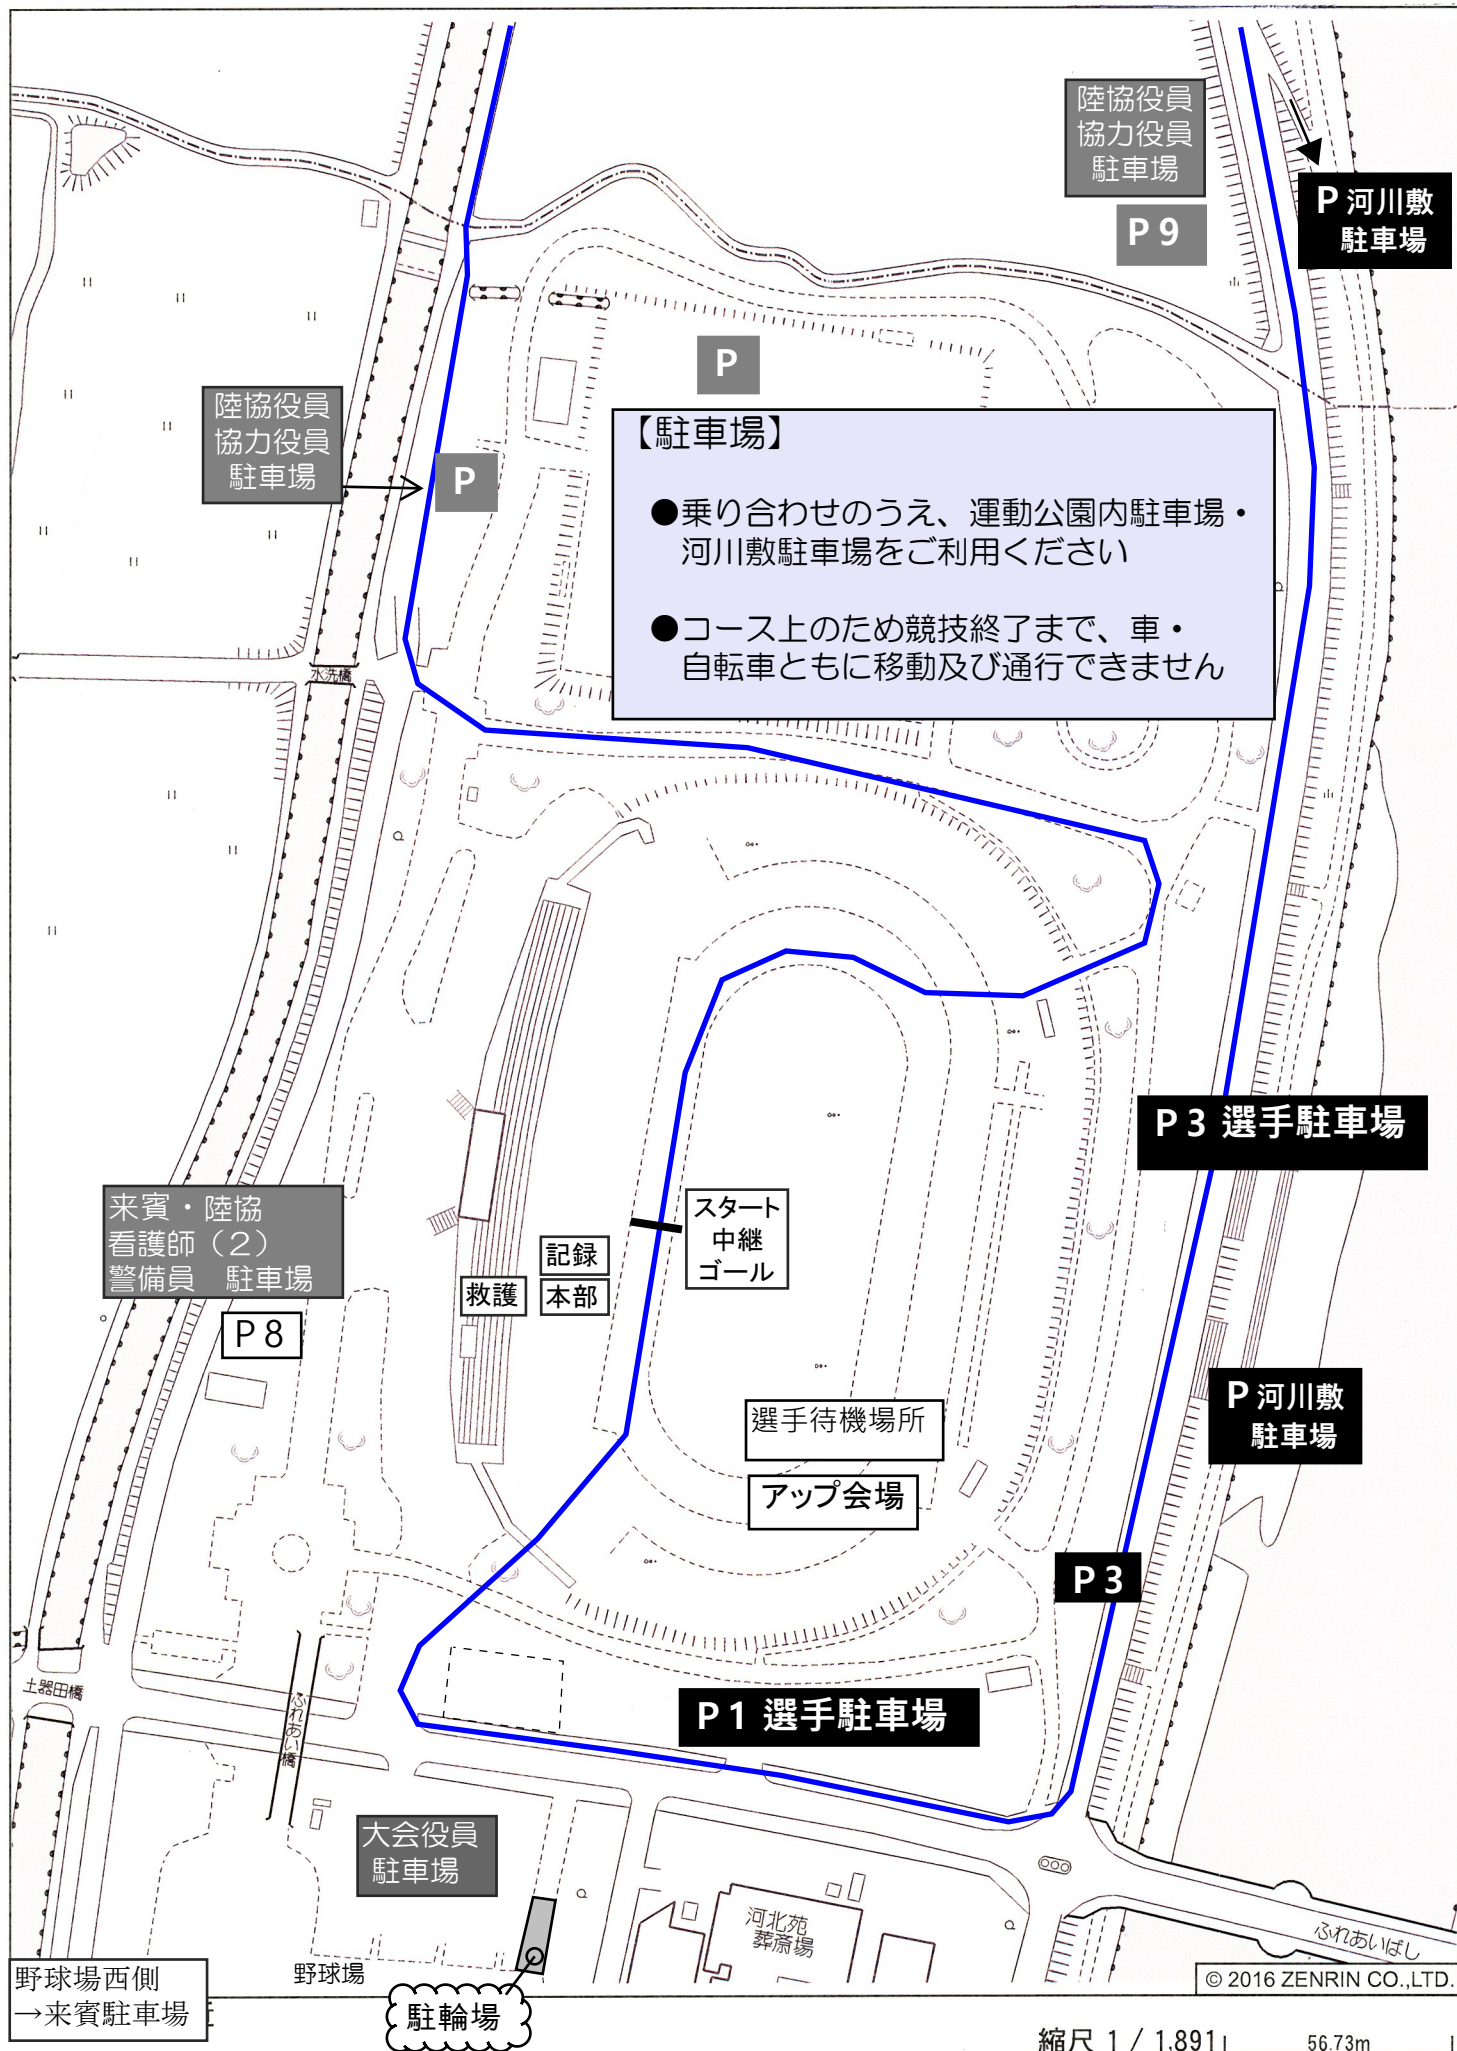 陸協役員
協力役員
駐車場
P 9
P 河川敷
駐車場
P
陸協役員
協力役員
駐車場
P
【駐車場】
●乗り合わせのうえ、運動公園内駐車場・
河川敷駐車場をご利用ください
●コース上のため競技終了まで、車・
自転車ともに移動及び通行できません
水洗橋
P 3 選手駐車場
来賓・陸協
看護師（2）
警備員　駐車場
P 8
スタート
中継
ゴール
記録
救護
本部
P 河川敷
駐車場
選手待機場所
アップ会場
P 3
土器田橋
ふれあい橋
P 1 選手駐車場
大会役員
駐車場
河北苑
葬斎場
ふれあいばし
野球場西側
→来賓駐車場
野球場
駐輪場
© 2016 ZENRIN CO.,LTD.
縮尺 1 / 1,891
56.73m